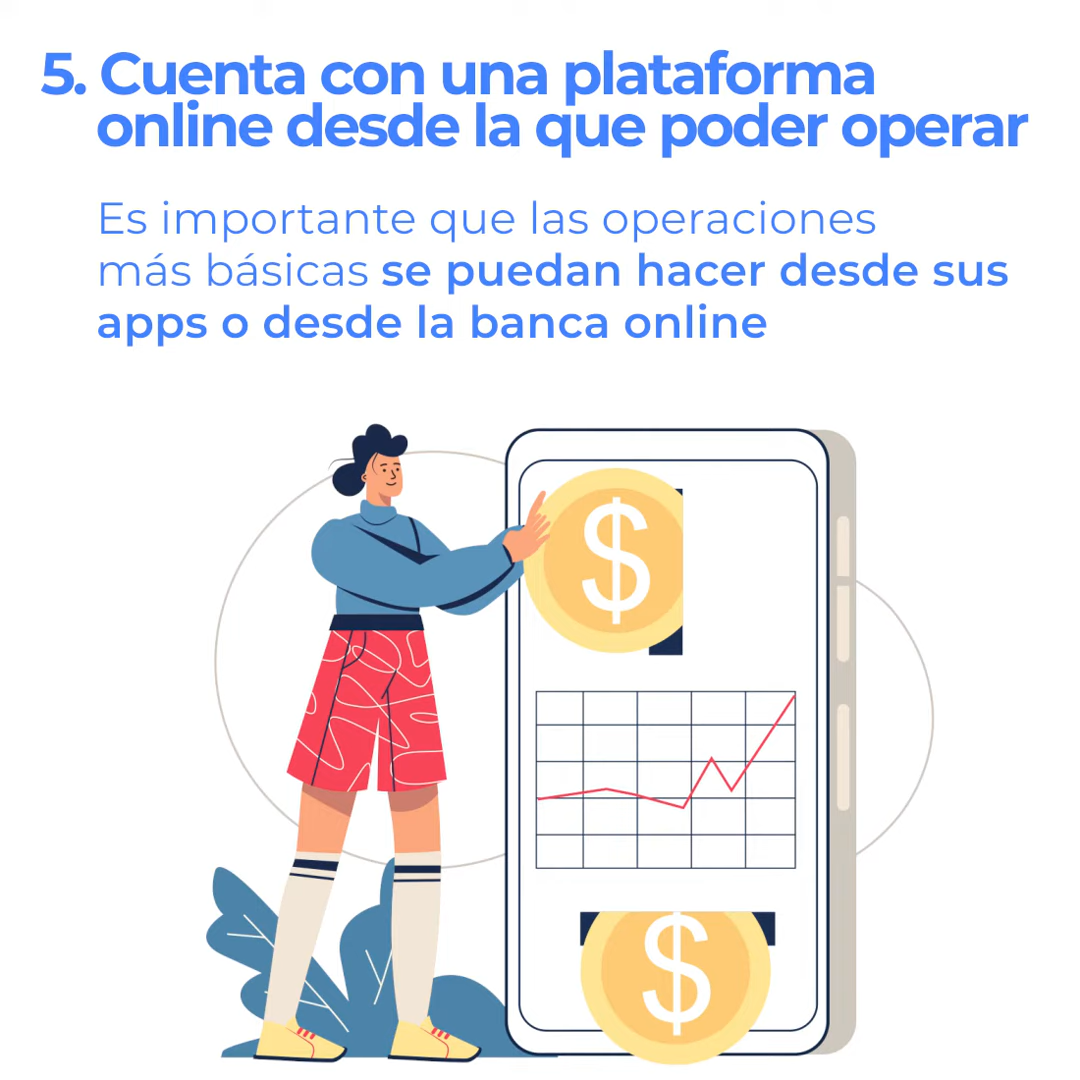 5. Cuenta con una plataforma
online desde la que poder operar
Es importante que las operaciones
más básicas se puedan hacer desde sus
apps o desde la banca online
$
$